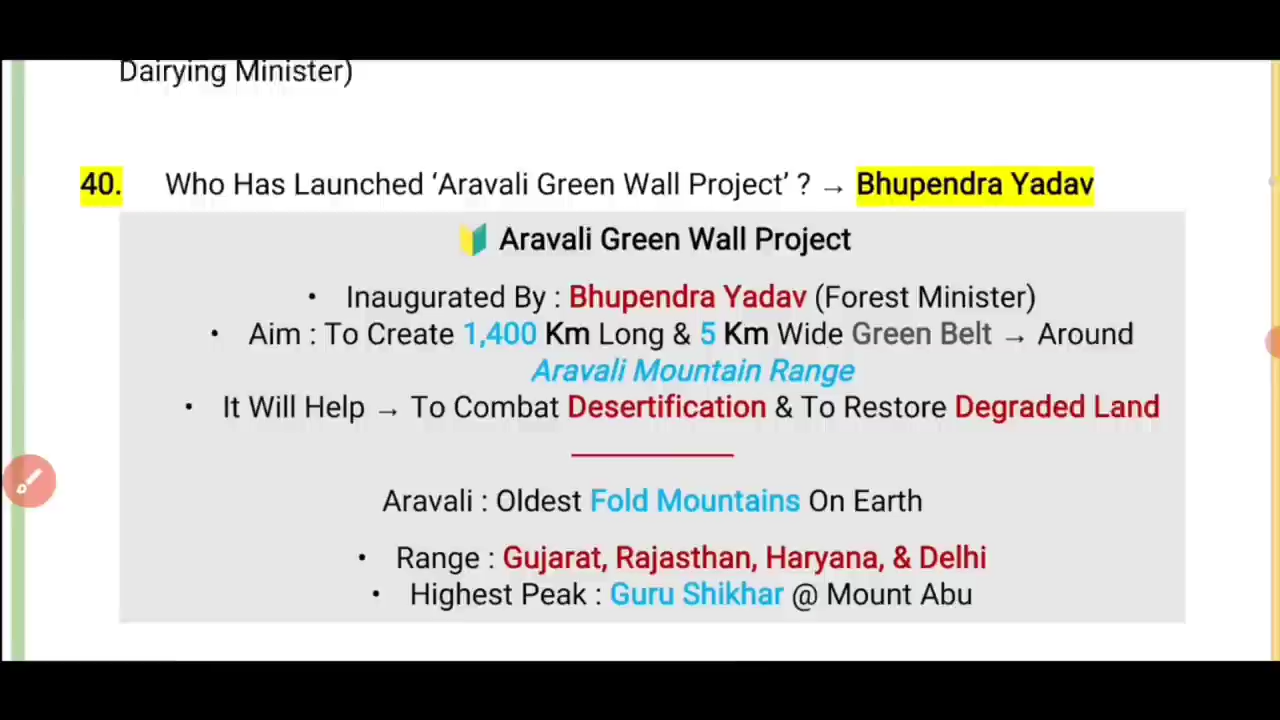 Dairying Minister)
40. Who Has Launched ‘Aravali Green Wall Project’ ? → Bhupendra Yadav
Aravali Green Wall Project
• Inaugurated By : Bhupendra Yadav (Forest Minister)
• Aim : To Create 1,400 Km Long & 5 Km Wide Green Belt → Around
Aravali Mountain Range
• It Will Help → To Combat Desertification & To Restore Degraded Land
Aravali : Oldest Fold Mountains On Earth
• Range : Gujarat, Rajasthan, Haryana, & Delhi
• Highest Peak : Guru Shikhar @ Mount Abu